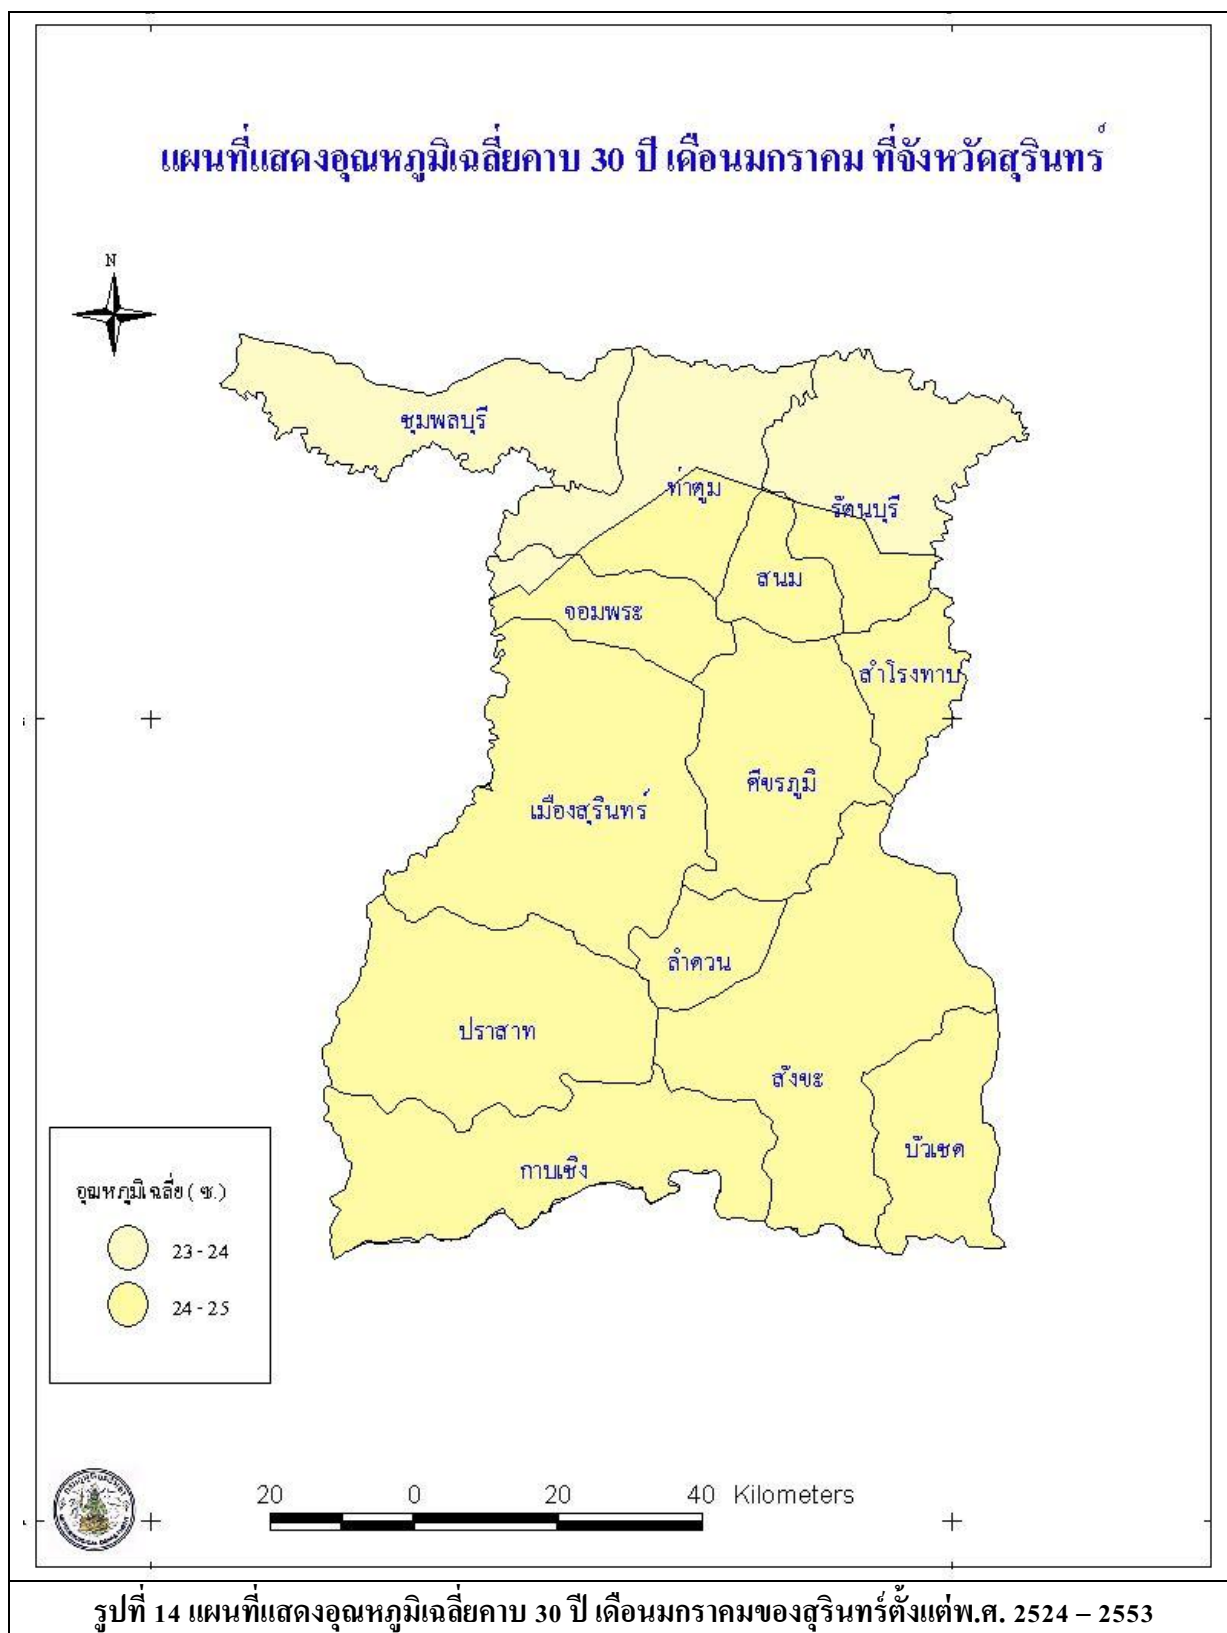 แผนที่แสดงอุณหภูมิเฉลี่ยคาบ 30 ปี เดือนมกราคม ที่จังหวัดสุรินทร์
N
ชุมพลบุรี
ท่าตูม
รัตนบุรี
สนม
จอมพระ
สำโรงทาบ
ศีขรภูมิ
เมืองสุรินทร์
ลำดวน
ปราสาท
สังขะ
บัวเชด
กาบเชิง
อุณหภูมิเฉลี่ย ( ซ.)
23 - 24
24 - 25
20 0 20 40 Kilometers
รูปที่ 14 แผนที่แสดงอุณหภูมิเฉลี่ยคาบ 30 ปี เดือนมกราคมของสุรินทร์ตั้งแต่พ.ศ. 2524 – 2553